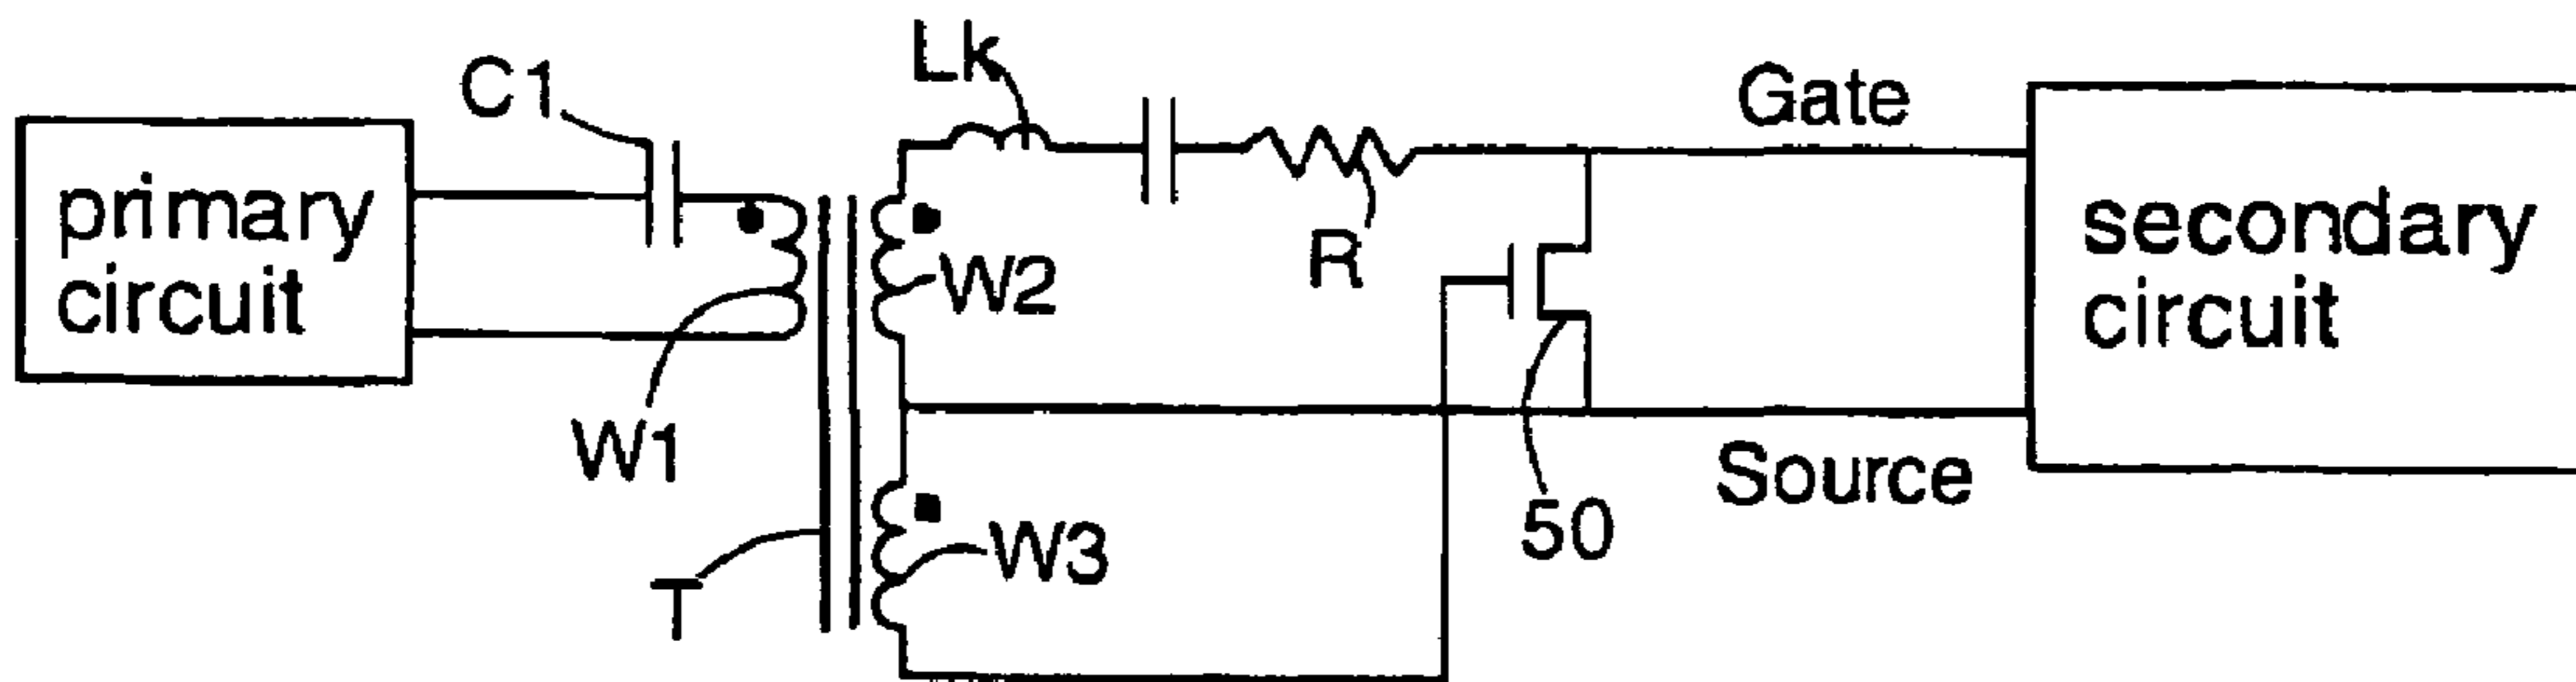 primary
circuit
C1
W1
T
Lk
W2
W3
R
Gate
50
Source
secondary
circuit